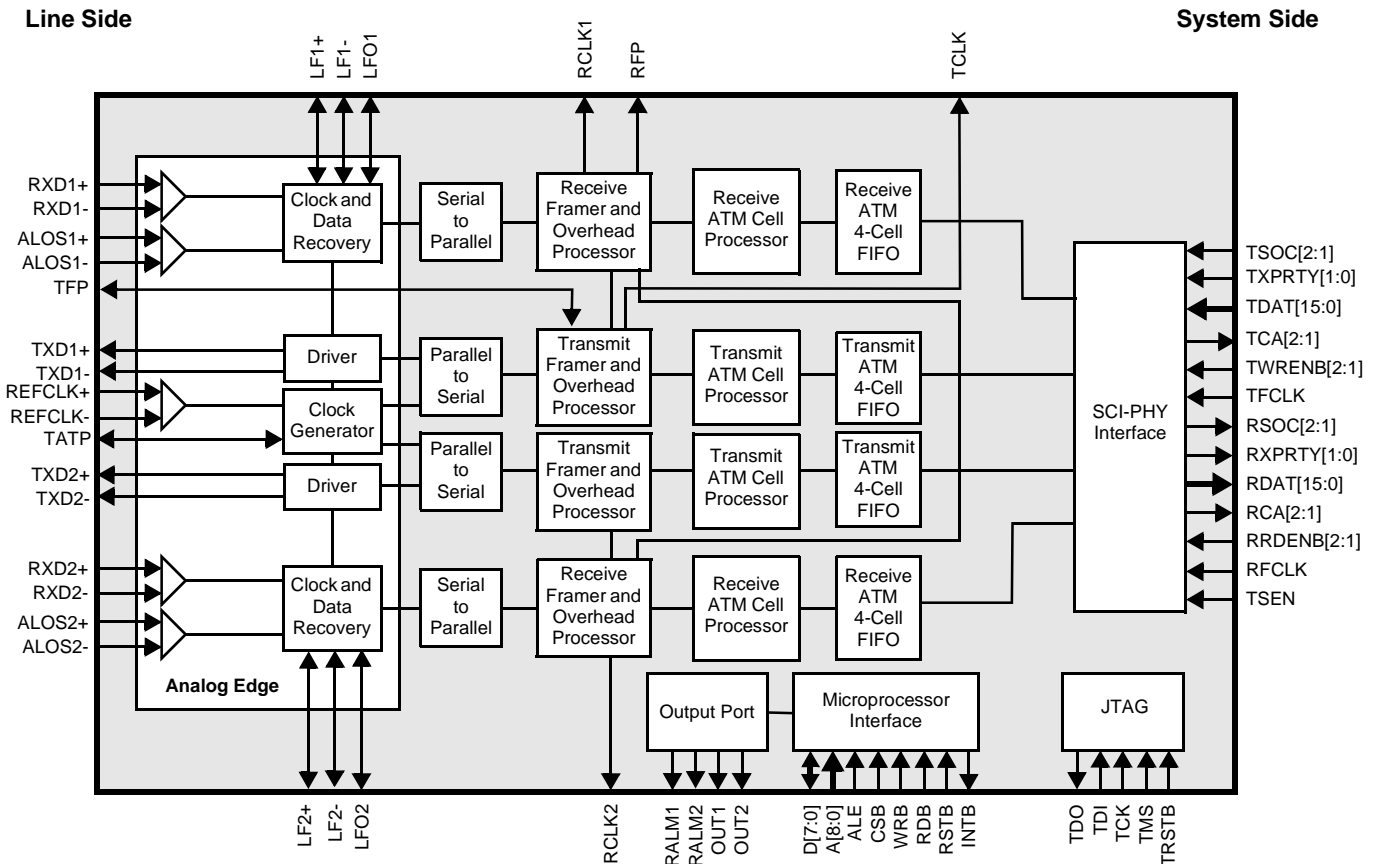 Line Side
System Side
LF1+
LF1-
LFO1
RCLK1
RFP
TCLK
RXD1+
RXD1-
ALOS1+
ALOS1-
TFP
TXD1+
TXD1-
REFCLK+
REFCLK-
TATP
TXD2+
TXD2-
RXD2+
RXD2-
ALOS2+
ALOS2-
Clock and
Data
Recovery
Serial
to
Parallel
Receive
Framer and
Overhead
Processor
Receive
ATM Cell
Processor
Receive
ATM
4-Cell
FIFO
Driver
Parallel
to
Serial
Transmit
Framer and
Overhead
Processor
Transmit
ATM Cell
Processor
Transmit
ATM
4-Cell
FIFO
Clock
Generator
Driver
Parallel
to
Serial
Transmit
Framer and
Overhead
Processor
Transmit
ATM Cell
Processor
Transmit
ATM
4-Cell
FIFO
Clock and
Data
Recovery
Serial
to
Parallel
Receive
Framer and
Overhead
Processor
Receive
ATM Cell
Processor
Receive
ATM
4-Cell
FIFO
Analog Edge
SCI-PHY
Interface
TSOC[2:1]
TXPRTY[1:0]
TDAT[15:0]
TCA[2:1]
TWRENB[2:1]
TFCLK
RSOC[2:1]
RXPRTY[1:0]
RDAT[15:0]
RCA[2:1]
RRDENB[2:1]
RFCLK
TSEN
Output Port
Microprocessor
Interface
JTAG
LF2+
LF2-
LFO2
RCLK2
RALM1
RALM2
OUT1
OUT2
D[7:0]
A[8:0]
ALE
CSB
WRB
RDB
RSTB
INTB
TDO
TDI
TCK
TMS
TRSTB